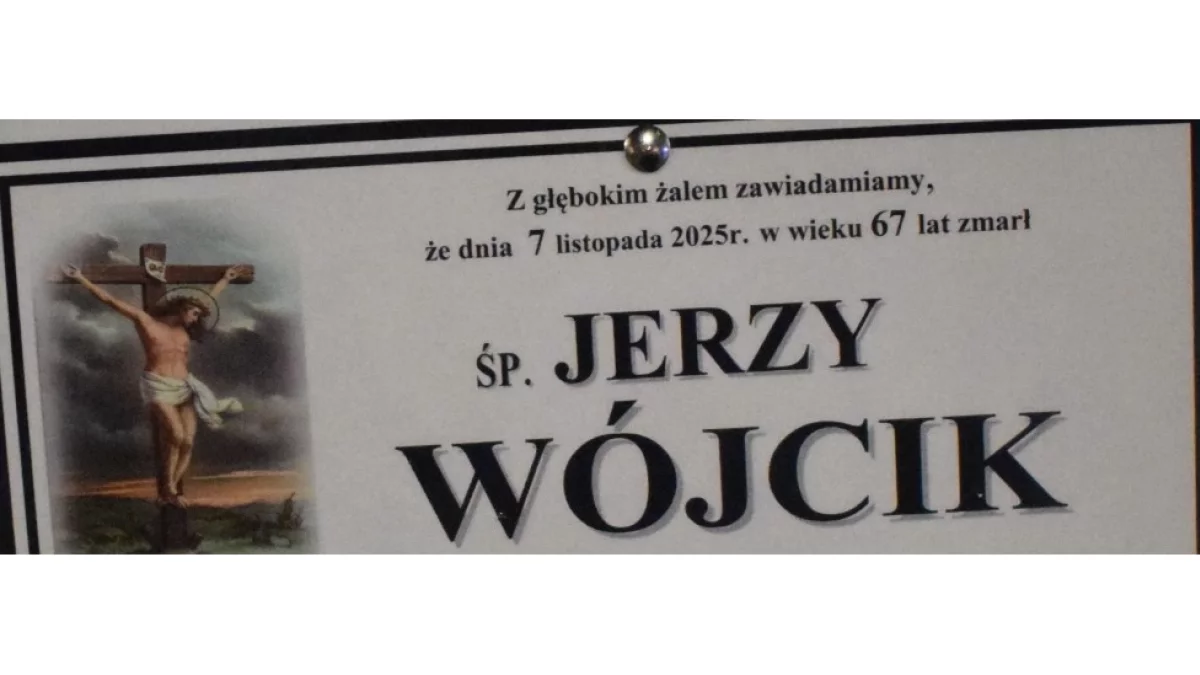 Z głębokim żalem zawiadamiamy,
że dnia 7 listopada 2025r. w wieku 67 lat zmarł
ŚP. JERZY
WÓJCIK